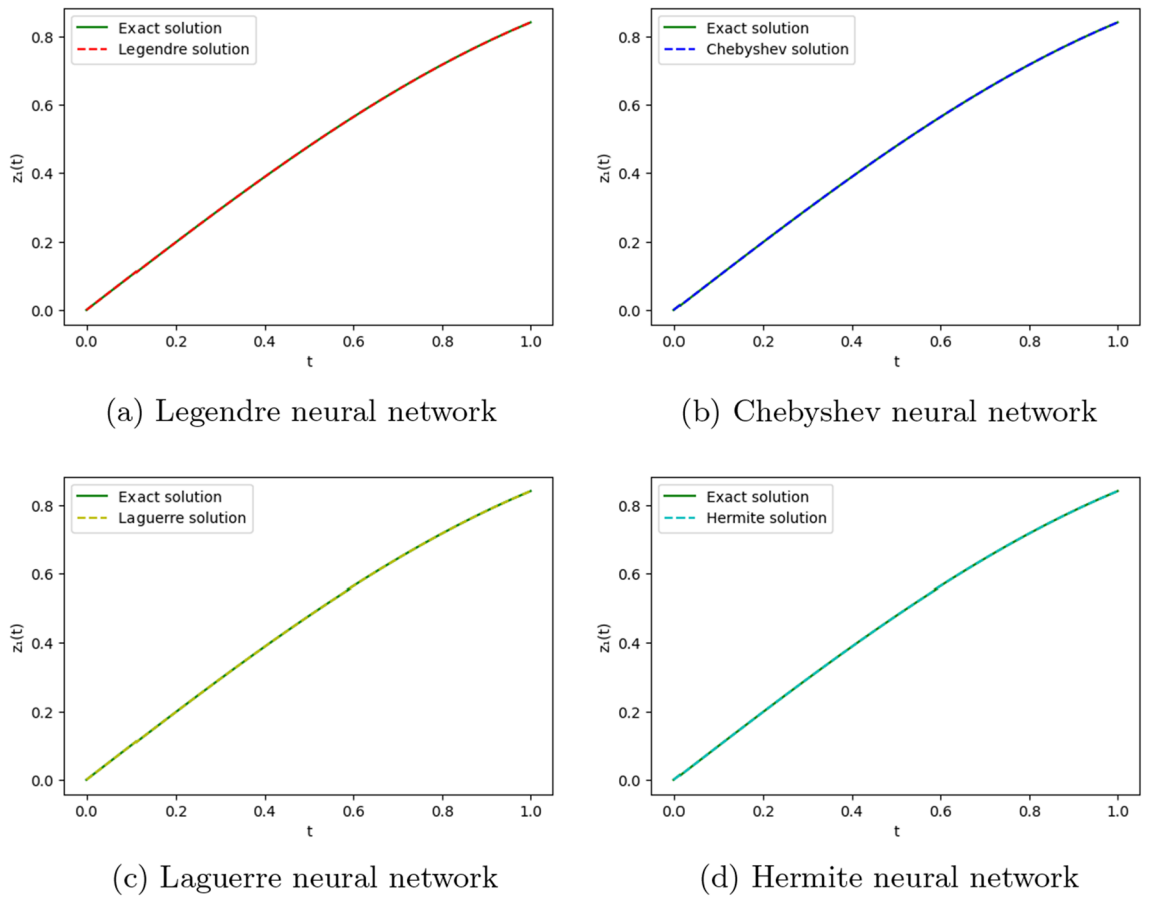 Exact solution
Legendre solution
0.8
0.6
0.4
0.2
0.0
z₁(t)
0.0 0.2 0.4 0.6 0.8 1.0
t
(a) Legendre neural network
Exact solution
Chebyshev solution
0.8
0.6
0.4
0.2
0.0
z₁(t)
0.0 0.2 0.4 0.6 0.8 1.0
t
(b) Chebyshev neural network
Exact solution
Laguerre solution
0.8
0.6
0.4
0.2
0.0
z₁(t)
0.0 0.2 0.4 0.6 0.8 1.0
t
(c) Laguerre neural network
Exact solution
Hermite solution
0.8
0.6
0.4
0.2
0.0
z₁(t)
0.0 0.2 0.4 0.6 0.8 1.0
t
(d) Hermite neural network